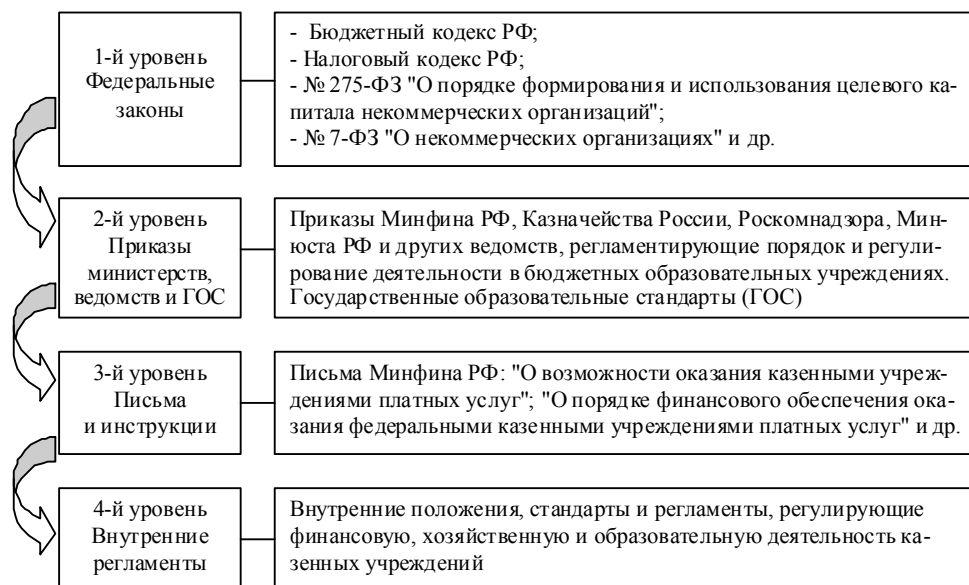 1-й уровень
Федеральные
законы
- Бюджетный кодекс РФ;
- Налоговый кодекс РФ;
- № 275-ФЗ "О порядке формирования и использования целевого ка-
питала некоммерческих организаций";
- № 7-ФЗ "О некоммерческих организациях" и др.
2-й уровень
Приказы
министерств,
ведомств и ГОС
Приказы Минфина РФ, Казначейства России, Роскомнадзора, Мин-
юста РФ и других ведомств, регламентирующие порядок и регули-
рование деятельности в бюджетных образовательных учреждениях.
Государственные образовательные стандарты (ГОС)
3-й уровень
Письма
и инструкции
Письма Минфина РФ: "О возможности оказания казенными учреж-
дениями платных услуг"; "О порядке финансового обеспечения ока-
зания федеральными казенными учреждениями платных услуг" и др.
4-й уровень
Внутренние
регламенты
Внутренние положения, стандарты и регламенты, регулирующие
финансовую, хозяйственную и образовательную деятельность ка-
зенных учреждений